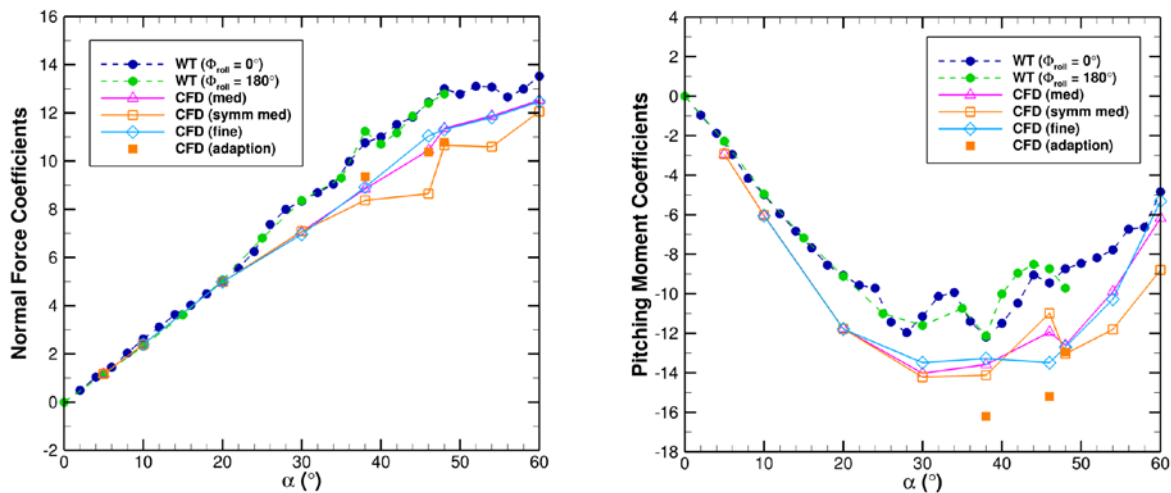 16
14
12
10
8
6
4
2
0
-2
0 10 20 30 40 50 60
Normal Force Coefficients
α (°)
WT (Φroll = 0°)
WT (Φroll = 180°)
CFD (med)
CFD (symm med)
CFD (fine)
CFD (adaption)
4
2
0
-2
-4
-6
-8
-10
-12
-14
-16
-18
0 10 20 30 40 50 60
Pitching Moment Coefficients
α (°)
WT (Φroll = 0°)
WT (Φroll = 180°)
CFD (med)
CFD (symm med)
CFD (fine)
CFD (adaption)